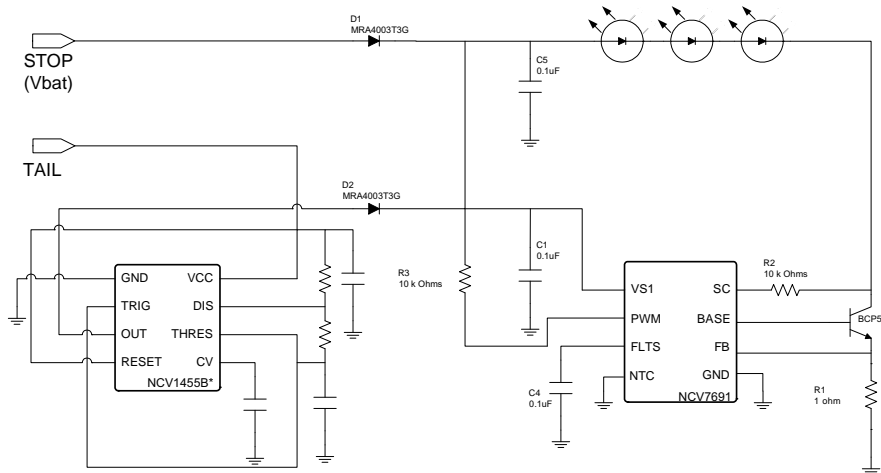 D1
MRA4003T3G
STOP
(Vbat)
C5
0.1uF
TAIL
D2
MRA4003T3G
C1
0.1uF
R3
10 k Ohms
R2
10 k Ohms
GND VCC
TRIG DIS
OUT THRES
RESET CV
NCV1455B*
VS1 SC
PWM BASE
FLTS FB
NTC GND
NCV7691
BCP5
C4
0.1uF
R1
1 ohm